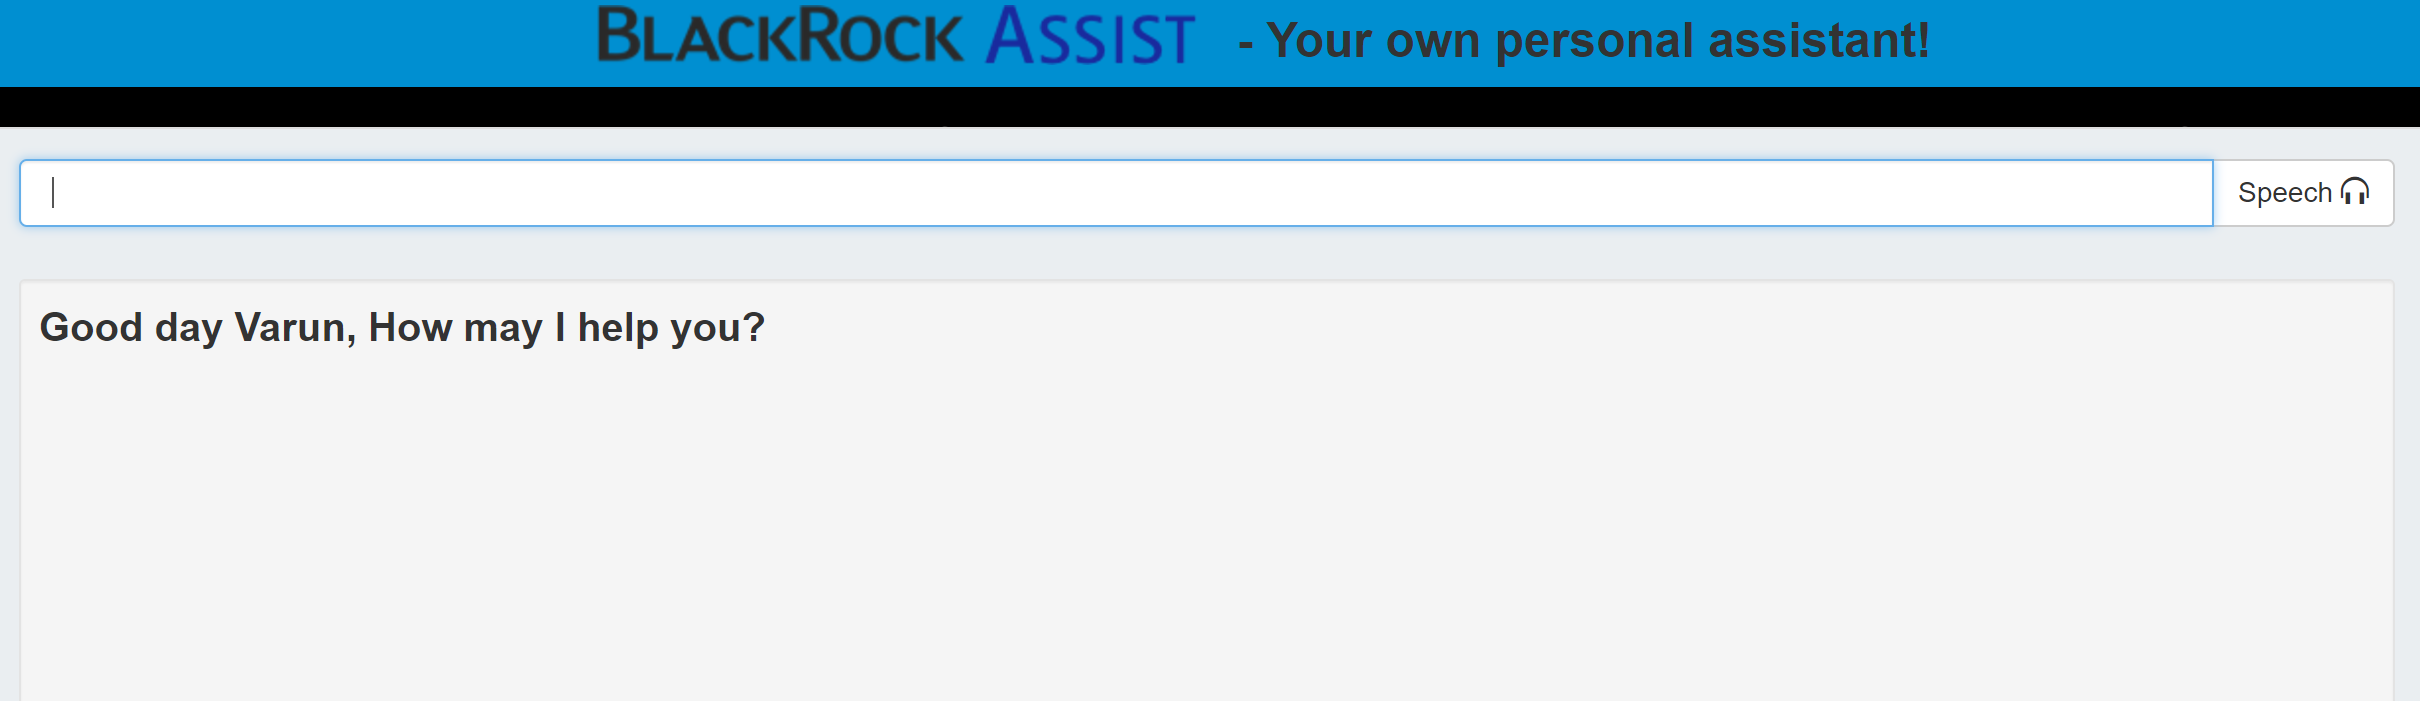 BLACKROCK ASSIST - Your own personal assistant!
Speech
Good day Varun, How may I help you?